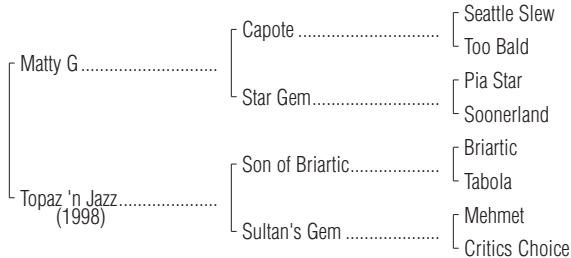 Seattle Slew
Capote
Too Bald
Matty G
Pia Star
Star Gem
Soonerland
Briartic
Son of Briartic
Tabola
Topaz 'n Jazz
(1998)
Mehmet
Sultan's Gem
Critics Choice